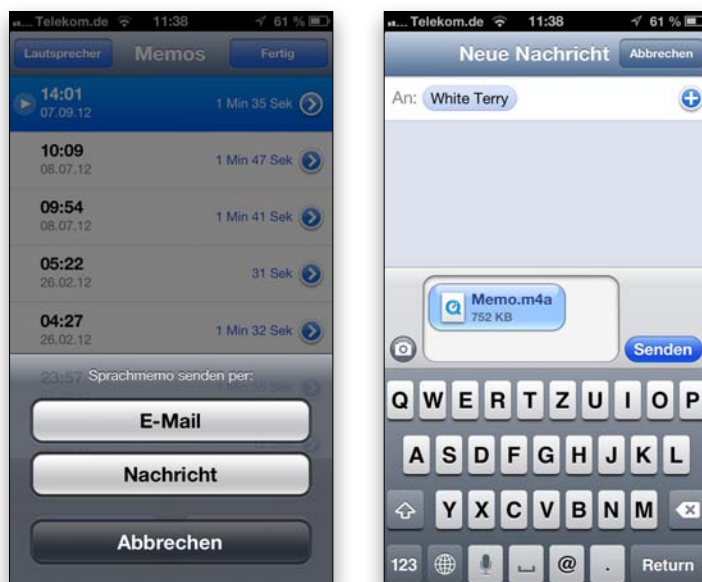 ... Telekom.de 11:38 61 %
Lautsprecher Memos Fertig
14:01
07.09.12
1 Min 35 Sek
10:09
08.07.12
1 Min 47 Sek
09:54
08.07.12
1 Min 41 Sek
05:22
26.02.12
31 Sek
04:27
26.02.12
1 Min 32 Sek
23:57
Sprachmemo senden per:
E-Mail
Nachricht
Abbrechen
... Telekom.de 11:38 61 %
Neue Nachricht Abbrechen
An: White Terry
Memo.m4a
752 KB
Senden
Q W E R T Z U I O P
A S D F G H J K L
Y X C V B N M
123 @ . Return